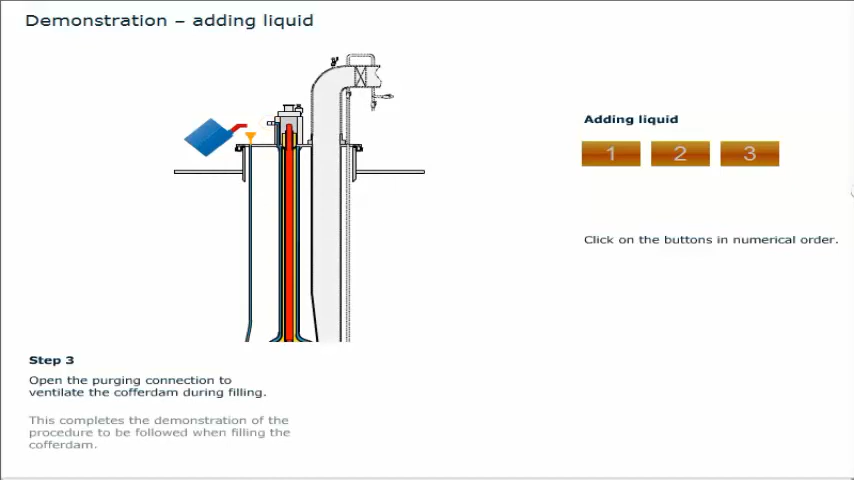 Demonstration – adding liquid
Adding liquid
1 2 3
Click on the buttons in numerical order.
Step 3
Open the purging connection to
ventilate the cofferdam during filling.
This completes the demonstration of the
procedure to be followed when filling the
cofferdam.